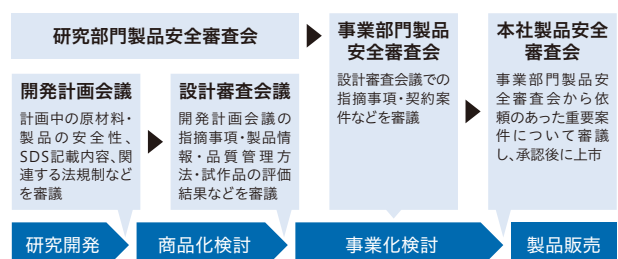 研究部門製品安全審査会
開発計画会議
計画中の原材料・
製品の安全性、
SDS記載内容、関
連する法規制など
を審議
設計審査会議
開発計画会議の
指摘事項・製品情
報・品質管理方
法・試作品の評価
結果などを審議
事業部門製品
安全審査会
設計審査会議での
指摘事項・契約案
件などを審議
本社製品安全
審査会
事業部門製品安
全審査会から依
頼のあった重要案
件について審議
し、承認後に上市
研究開発
商品化検討
事業化検討
製品販売